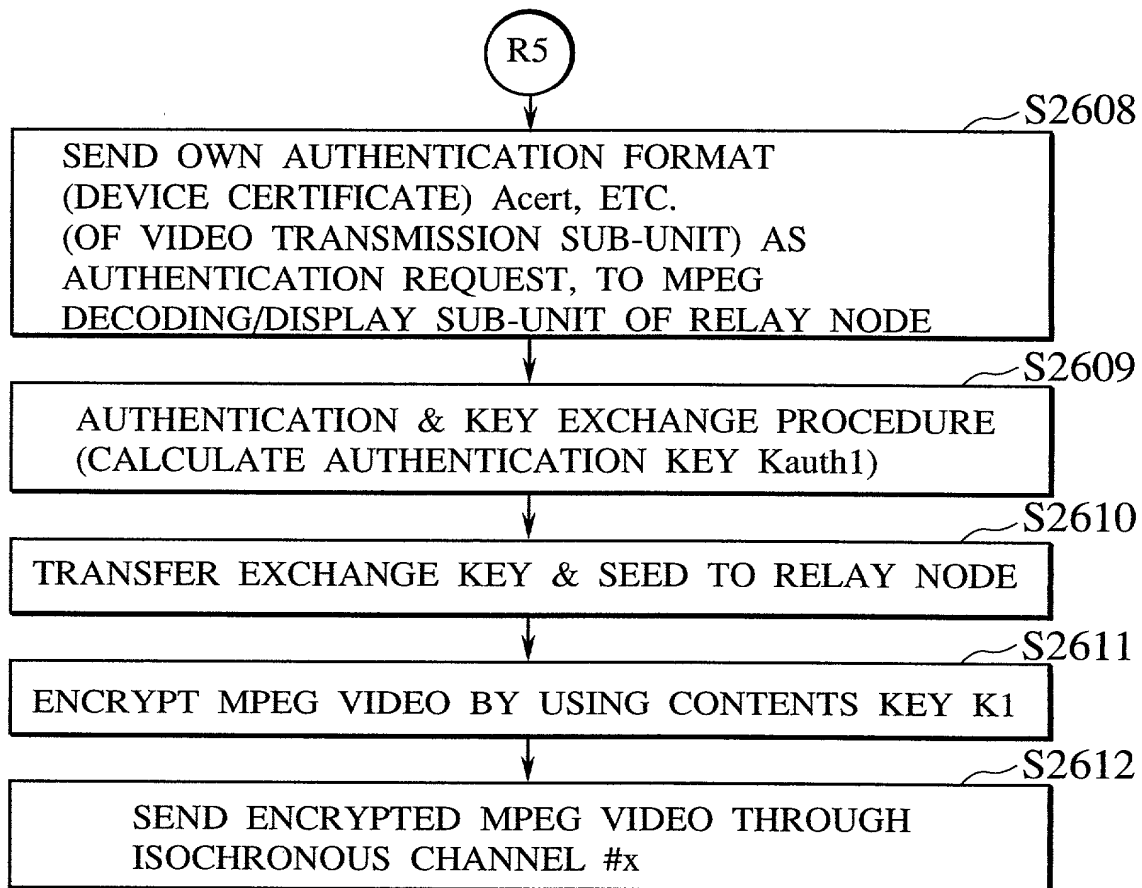 R5
S2608
SEND OWN AUTHENTICATION FORMAT
(DEVICE CERTIFICATE) Acert, ETC.
(OF VIDEO TRANSMISSION SUB-UNIT) AS
AUTHENTICATION REQUEST, TO MPEG
DECODING/DISPLAY SUB-UNIT OF RELAY NODE
S2609
AUTHENTICATION & KEY EXCHANGE PROCEDURE
(CALCULATE AUTHENTICATION KEY Kauth1)
S2610
TRANSFER EXCHANGE KEY & SEED TO RELAY NODE
S2611
ENCRYPT MPEG VIDEO BY USING CONTENTS KEY K1
S2612
SEND ENCRYPTED MPEG VIDEO THROUGH
ISOCHRONOUS CHANNEL #x